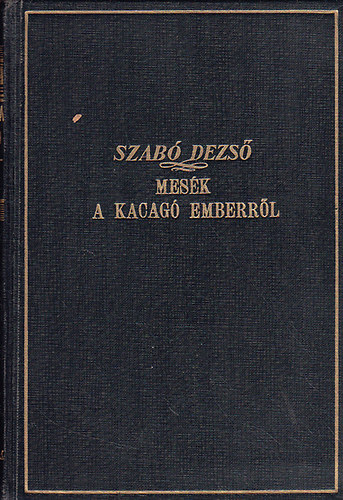 SZABÓ DEZSŐ
MESÉK
A KACAGÓ EMBERRŐL